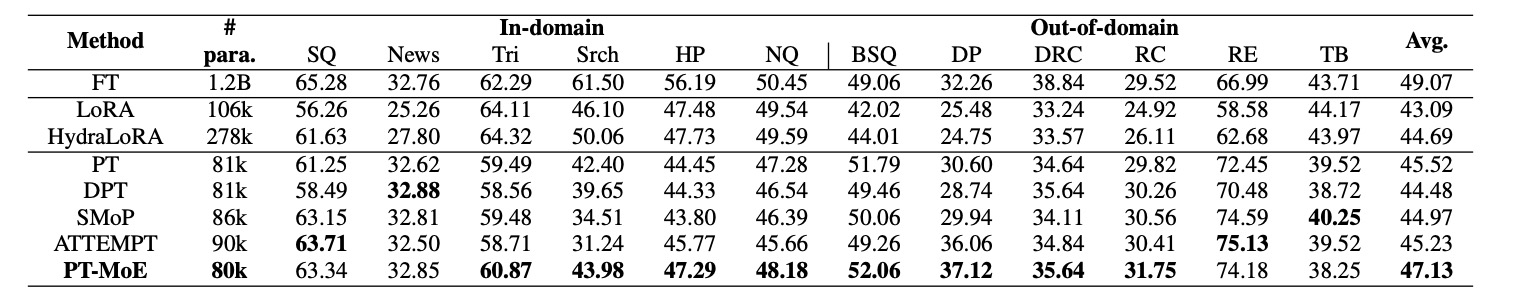 Method # para. In-domain Out-of-domain Avg.
SQ News Tri Srch HP NQ BSQ DP DRC RC RE TB
FT 1.2B 65.28 32.76 62.29 61.50 56.19 50.45 49.06 32.26 38.84 29.52 66.99 43.71 49.07
LoRA 106k 56.26 25.26 64.11 46.10 47.48 49.54 42.02 25.48 33.24 24.92 58.58 44.17 43.09
HydraLoRA 278k 61.63 27.80 64.32 50.06 47.73 49.59 44.01 24.75 33.57 26.11 62.68 43.97 44.69
PT 81k 61.25 32.62 59.49 42.40 44.45 47.28 51.79 30.60 34.64 29.82 72.45 39.52 45.52
DPT 81k 58.49 32.88 58.56 39.65 44.33 46.54 49.46 28.74 35.64 30.26 70.48 38.72 44.48
SMoP 86k 63.15 32.81 59.48 34.51 43.80 46.39 50.06 29.94 34.11 30.56 74.59 40.25 44.97
ATTEMPT 90k 63.71 32.50 58.71 31.24 45.77 45.66 49.26 36.06 34.84 30.41 75.13 39.52 45.23
PT-MoE 80k 63.34 32.85 60.87 43.98 47.29 48.18 52.06 37.12 35.64 31.75 74.18 38.25 47.13